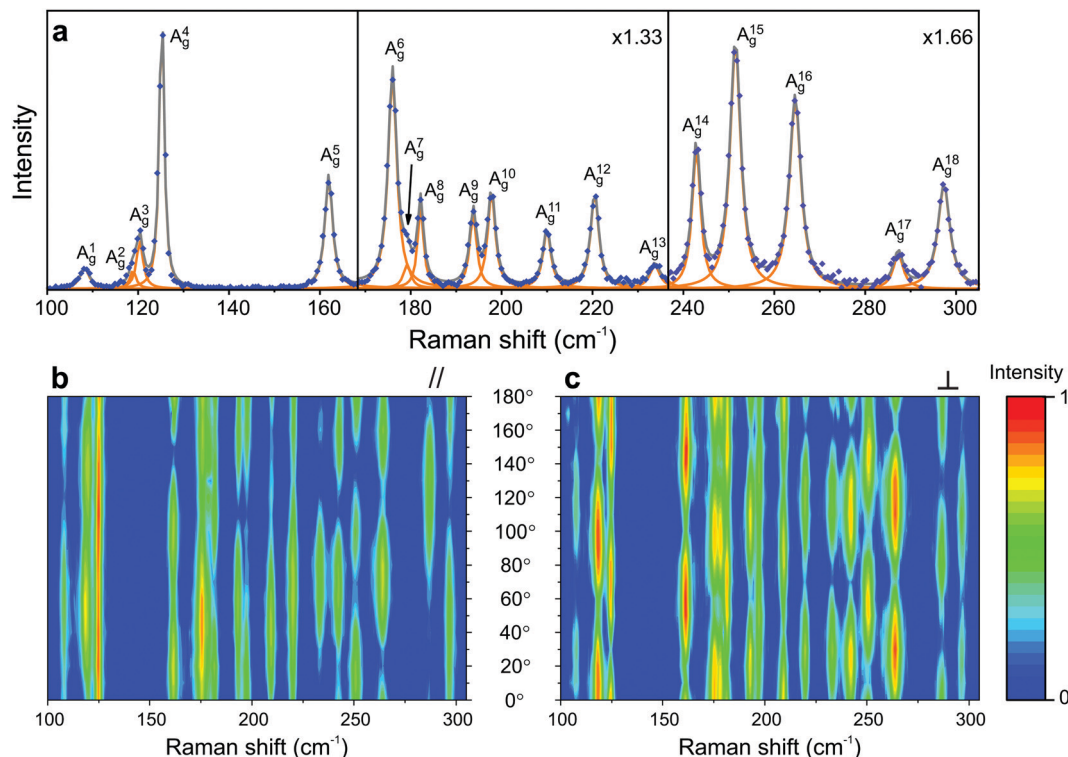 a
x1.33
x1.66
A_g^1
A_g^2
A_g^3
A_g^4
A_g^5
A_g^6
A_g^7
A_g^8
A_g^9
A_g^10
A_g^11
A_g^12
A_g^13
A_g^14
A_g^15
A_g^16
A_g^17
A_g^18
Intensity
100 120 140 160 180 200 220 240 260 280 300
Raman shift (cm⁻¹)
b //
180°
160°
140°
120°
100°
80°
60°
40°
20°
0°
100 150 200 250 300
Raman shift (cm⁻¹)
c ⊥
100 150 200 250 300
Raman shift (cm⁻¹)
Intensity
1
0